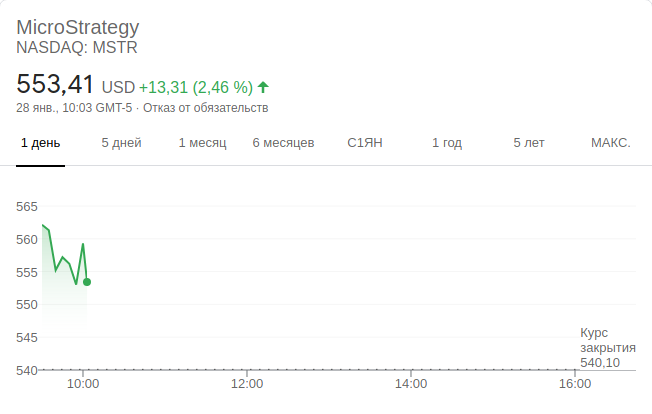 MicroStrategy
NASDAQ: MSTR
553,41 USD +13,31 (2,46 %)
28 янв., 10:03 GMT-5 · Отказ от обязательств
1 день 5 дней 1 месяц 6 месяцев С1ЯН 1 год 5 лет МАКС.
565
560
555
550
545
Курс
закрытия
540,10
540
10:00 12:00 14:00 16:00